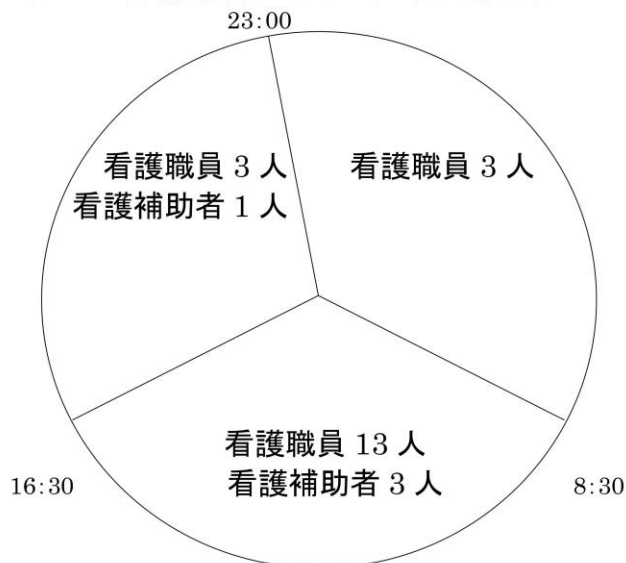 23:00
看護職員 3 人
看護補助者 1 人
看護職員 3 人
看護職員 13 人
看護補助者 3 人
16:30
8:30